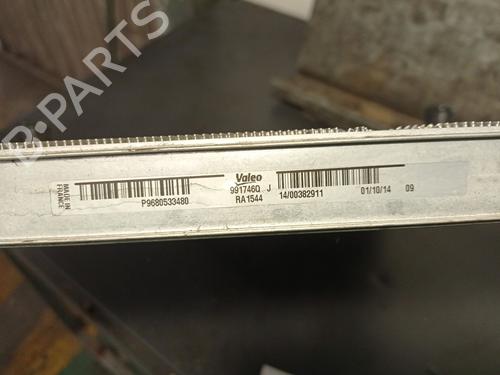 B-PARTS
MADE IN
FRANCE
P9680533480
Valeo
991746Q J
RA1544
14/00382911
01/10/14 09